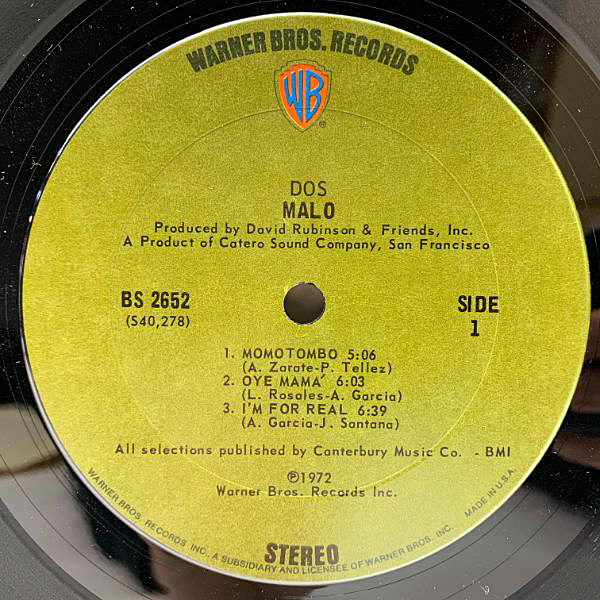 WARNER BROS. RECORDS
WB
®
DOS
MALO
Produced by David Rubinson & Friends, Inc.
A Product of Catero Sound Company, San Francisco
BS 2652
(S40,278)
SIDE
1
1. MOMOTOMBO 5:06
(A. Zarate-P. Tellez)
2. OYE MAMA´ 6:03
(L. Rosales-A. Garcia)
3. I'M FOR REAL 6:39
(A. Garcia-J. Santana)
All selections published by Canterbury Music Co. - BMI
℗1972
Warner Bros. Records Inc.
STEREO
WARNER BROS. RECORDS INC. A SUBSIDIARY AND LICENSEE OF WARNER BROS. INC. MADE IN U.S.A.